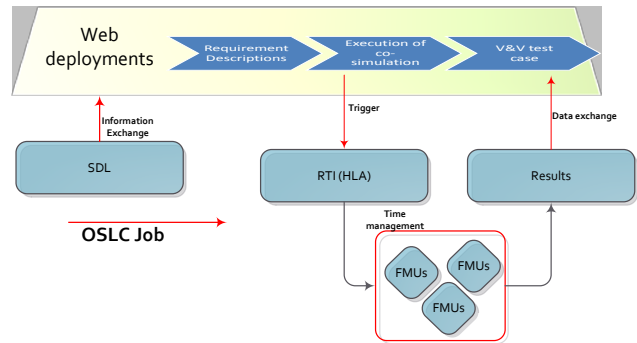 Web
deployments
Requirement
Descriptions
Execution of
co-
simulation
V&V test
case
Information
Exchange
Trigger
Data exchange
SDL
RTI (HLA)
Results
OSLC Job
Time
management
FMUs
FMUs
FMUs